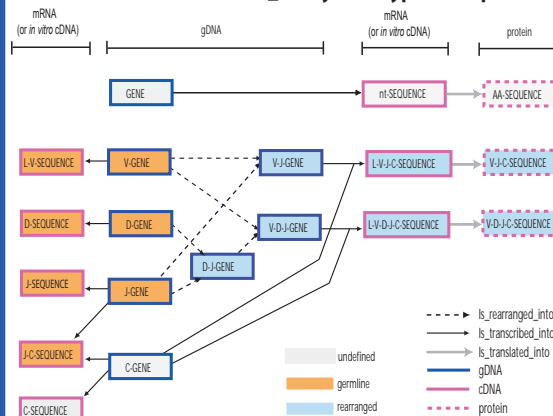 mRNA
(or in vitro cDNA)
gDNA
mRNA
(or in vitro cDNA)
protein
GENE
nt-SEQUENCE
AA-SEQUENCE
L-V-SEQUENCE
V-GENE
V-J-GENE
L-V-J-C-SEQUENCE
V-J-C-SEQUENCE
D-SEQUENCE
D-GENE
V-D-J-GENE
L-V-D-J-C-SEQUENCE
V-D-J-C-SEQUENCE
D-J-GENE
J-SEQUENCE
J-GENE
J-C-SEQUENCE
C-GENE
C-SEQUENCE
undefined
germline
rearranged
Is_rearranged_into
Is_transcribed_into
Is_translated_into
gDNA
cDNA
protein